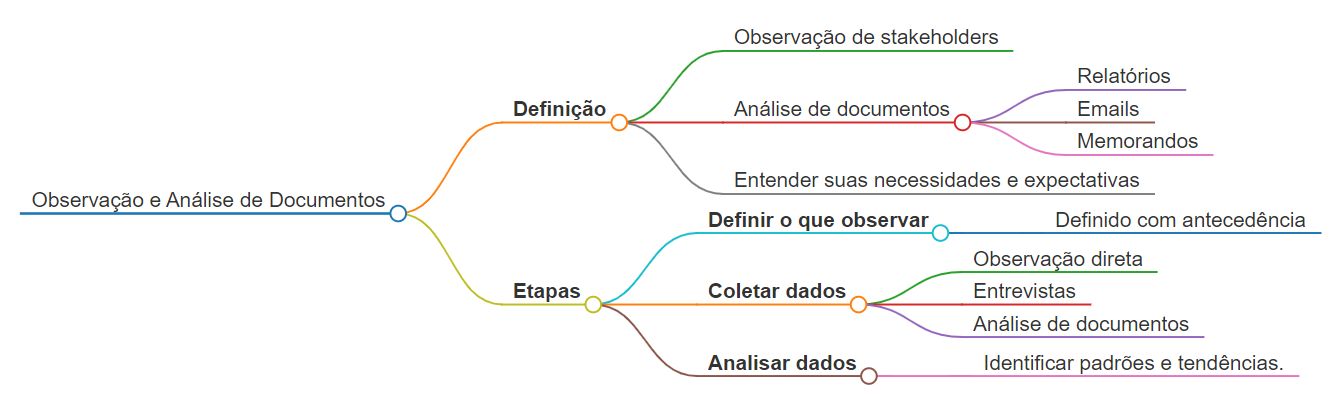 Observação e Análise de Documentos
Definição
Observação de stakeholders
Análise de documentos
Relatórios
Emails
Memorandos
Entender suas necessidades e expectativas
Etapas
Definir o que observar
Definido com antecedência
Coletar dados
Observação direta
Entrevistas
Análise de documentos
Analisar dados
Identificar padrões e tendências.